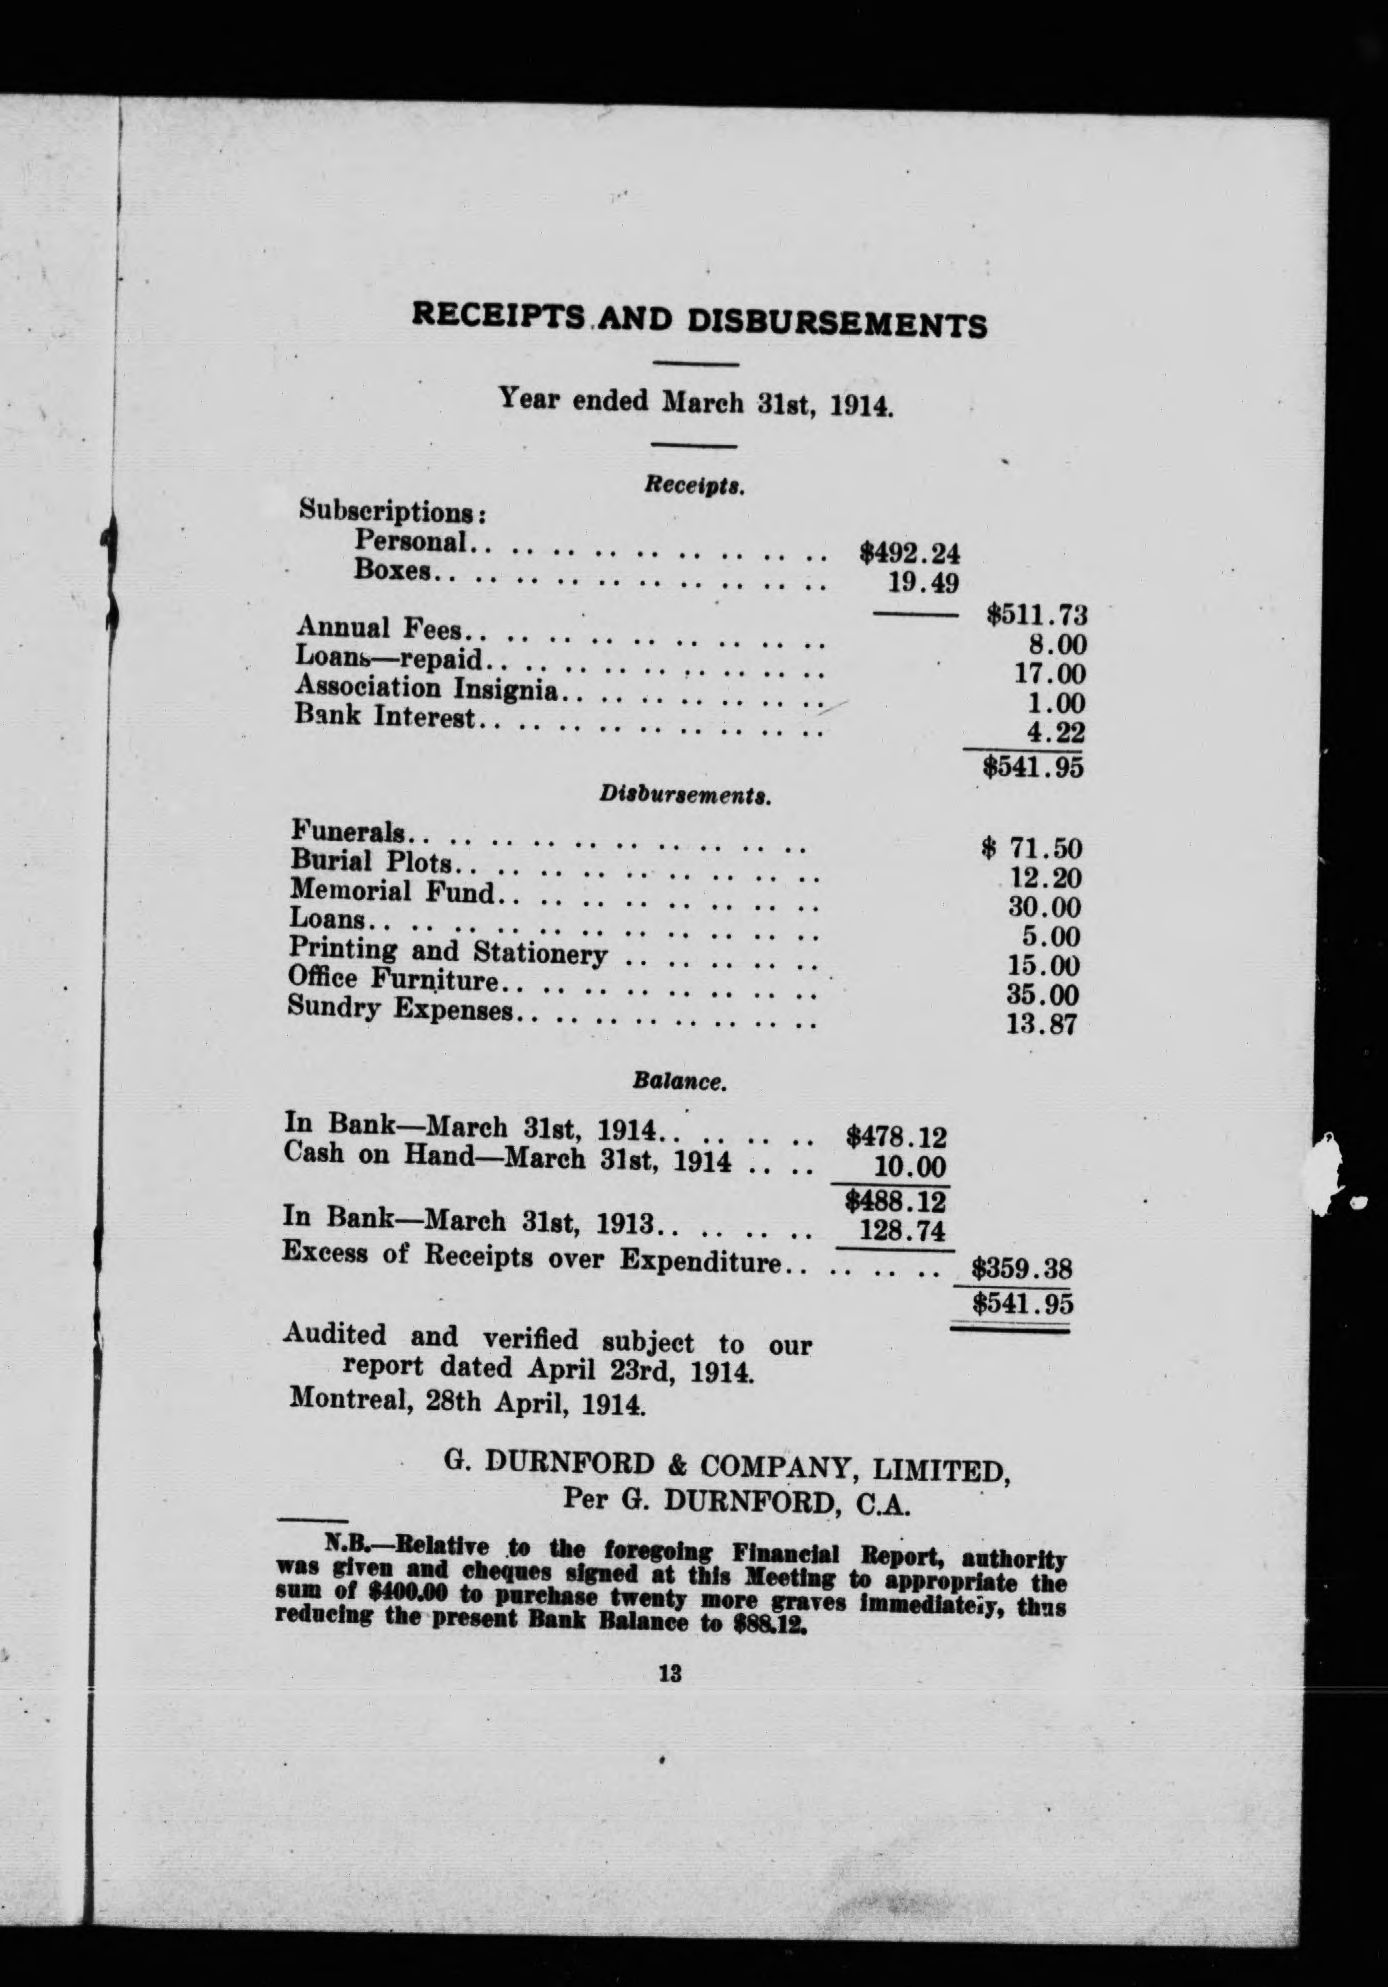 RECEIPTS AND DISBURSEMENTS
Year ended March 31st, 1914.
Receipts.
Subscriptions:
Personal.. .. .. .. .. .. .. .. .. $492.24
Boxes.. .. .. .. .. .. .. .. .. .. 19.49
$511.73
Annual Fees.. .. .. .. .. .. .. .. .. 8.00
Loans—repaid.. .. .. .. .. .. .. .. .. 17.00
Association Insignia.. .. .. .. .. .. .. 1.00
Bank Interest.. .. .. .. .. .. .. .. .. 4.22
$541.95
Disbursements.
Funerals.. .. .. .. .. .. .. .. .. .. $ 71.50
Burial Plots.. .. .. .. .. .. .. .. .. 12.20
Memorial Fund.. .. .. .. .. .. .. .. 30.00
Loans.. .. .. .. .. .. .. .. .. .. .. 5.00
Printing and Stationery .. .. .. .. .. 15.00
Office Furniture.. .. .. .. .. .. .. .. 35.00
Sundry Expenses.. .. .. .. .. .. .. .. 13.87
Balance.
In Bank—March 31st, 1914.. .. .. .. $478.12
Cash on Hand—March 31st, 1914 .. .. 10.00
$488.12
In Bank—March 31st, 1913.. .. .. .. 128.74
Excess of Receipts over Expenditure.. .. .. .. $359.38
$541.95
Audited and verified subject to our
report dated April 23rd, 1914.
Montreal, 28th April, 1914.
G. DURNFORD & COMPANY, LIMITED,
Per G. DURNFORD, C.A.
N.B.—Relative to the foregoing Financial Report, authority
was given and cheques signed at this Meeting to appropriate the
sum of $400.00 to purchase twenty more graves immediately, thus
reducing the present Bank Balance to $88.12.
13